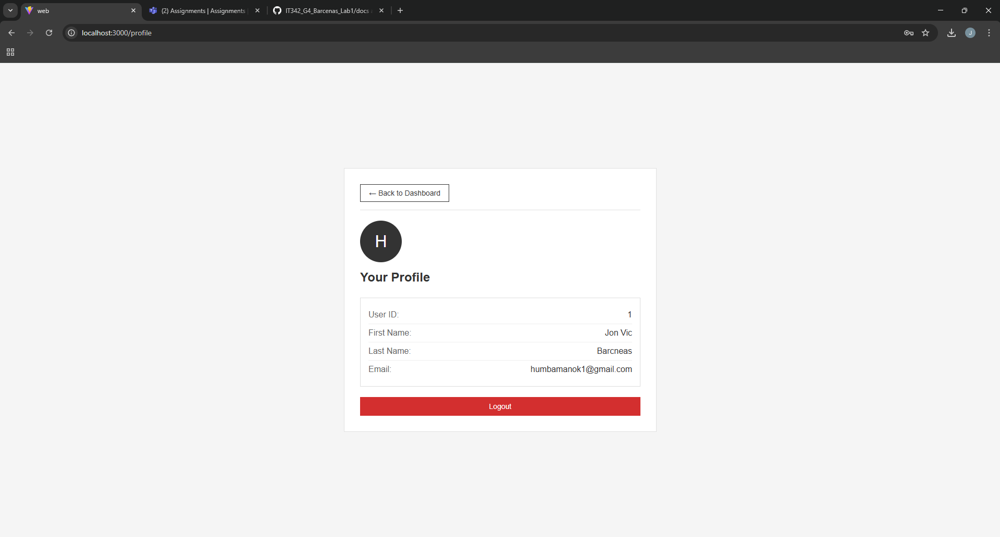 web
(2) Assignments | Assignments
IT342_G4_Barcenas_Lab1/docs
localhost:3000/profile
J
← Back to Dashboard
H
Your Profile
User ID: 1
First Name: Jon Vic
Last Name: Barcneas
Email: humbamanok1@gmail.com
Logout